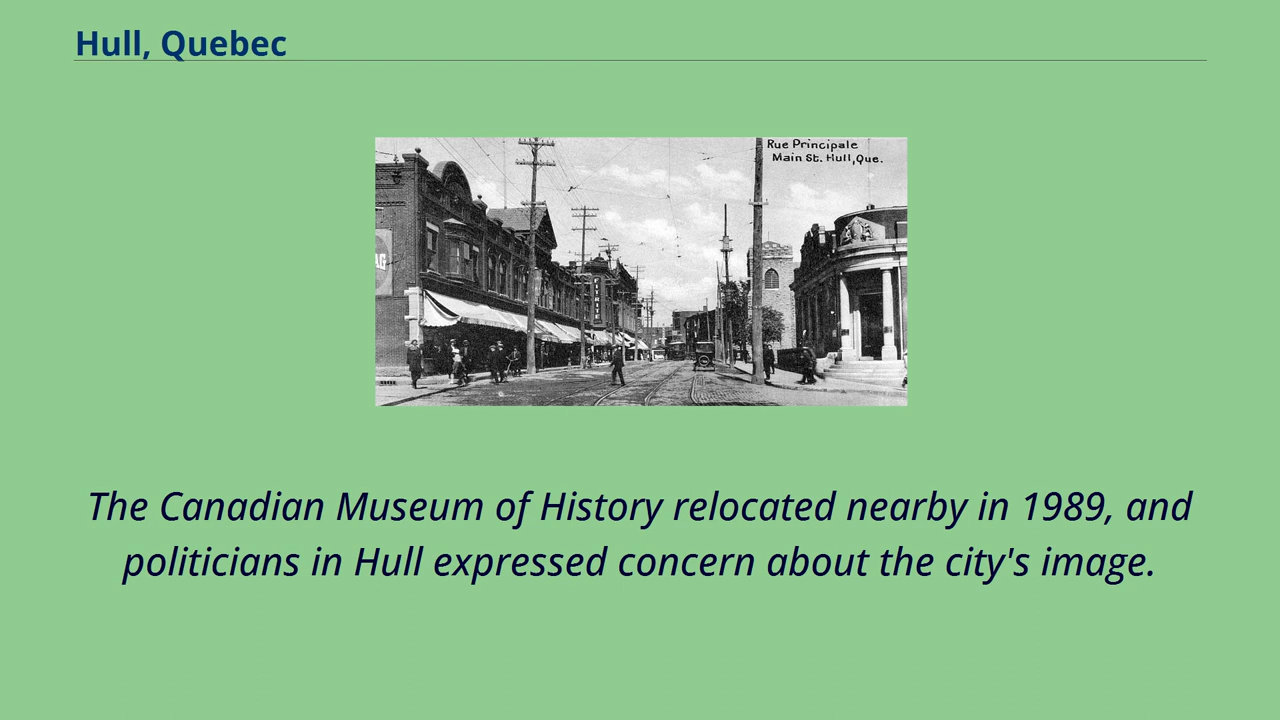 Hull, Quebec
Rue Principale
Main St. Hull, Que.
The Canadian Museum of History relocated nearby in 1989, and
politicians in Hull expressed concern about the city's image.